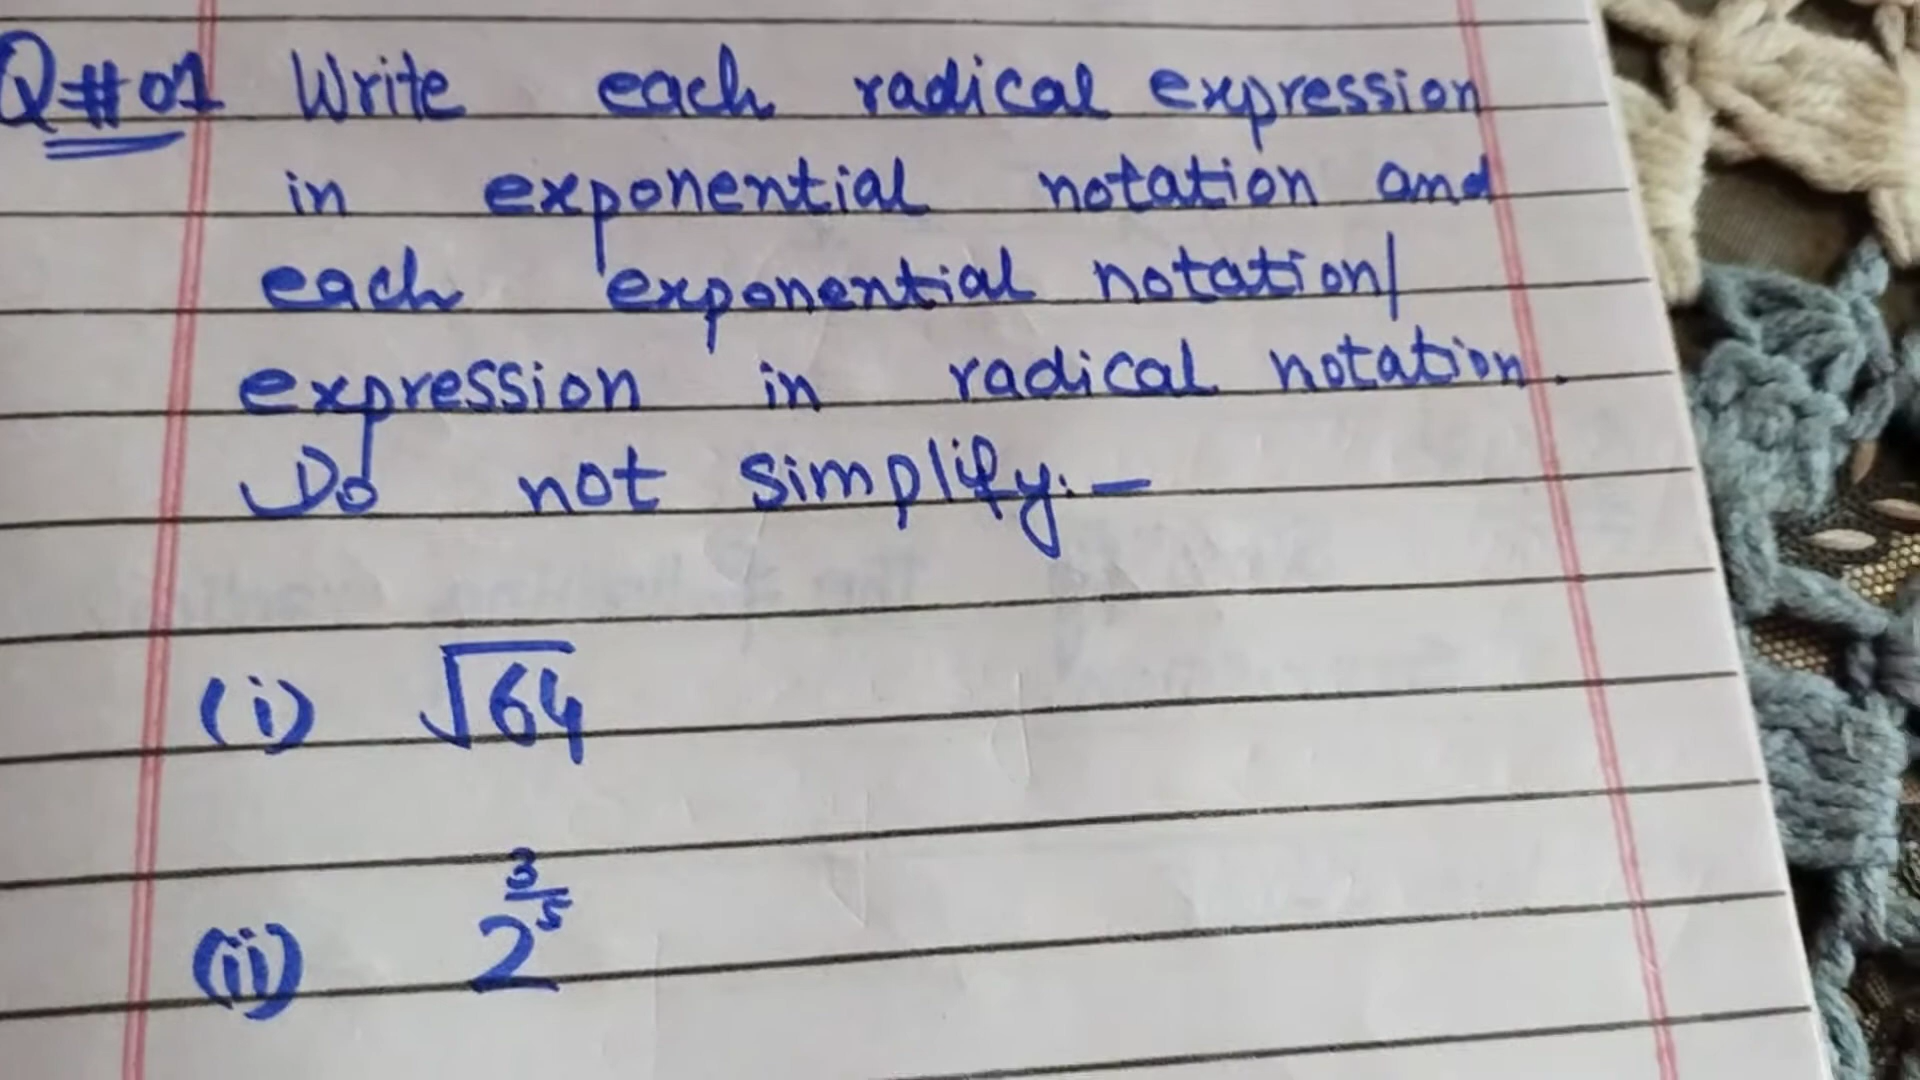 Q#01 Write each radical expression
in exponential notation and
each exponential notation/
expression in radical notation.
Do not simplify:-
(i) √64
(ii) 2^(3/5)